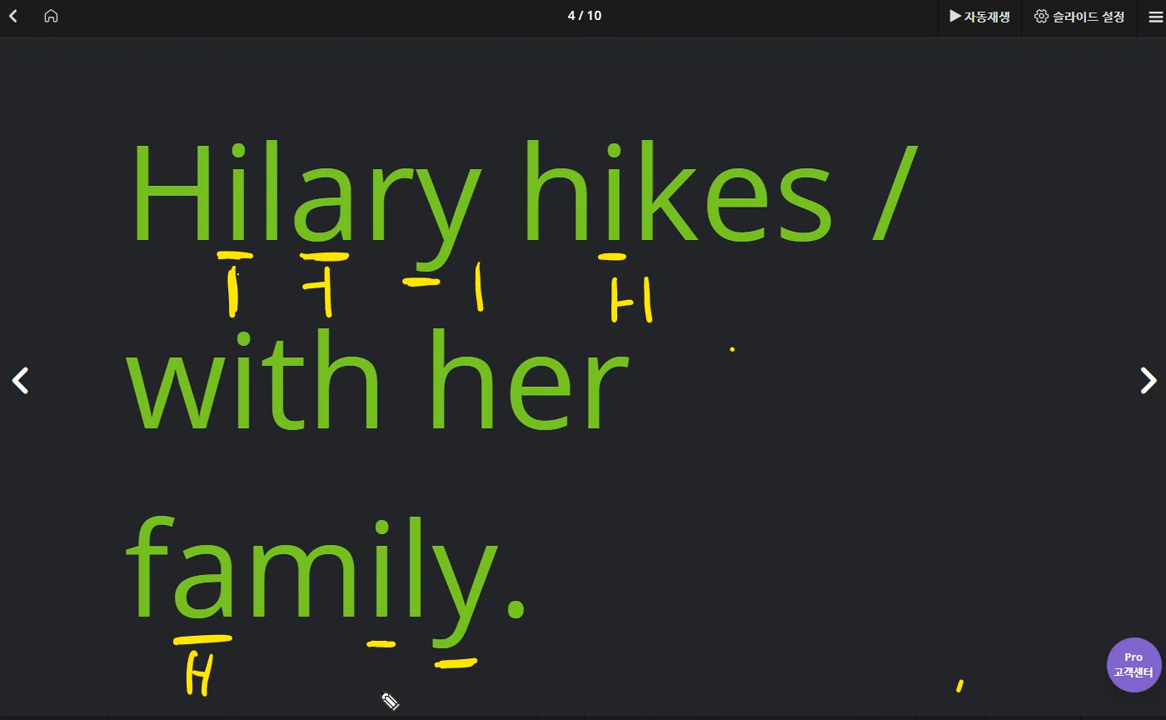 4 / 10
자동재생
슬라이드 설정
Hilary hikes /
ㅣ ㅓ ㅣ ㅐ
with her
family.
ㅐ
Pro
고객센터